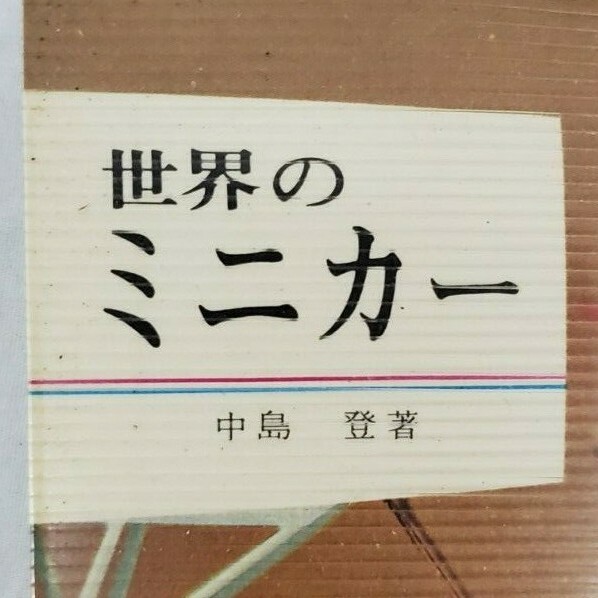 世界の
ミニカー
中島 登著